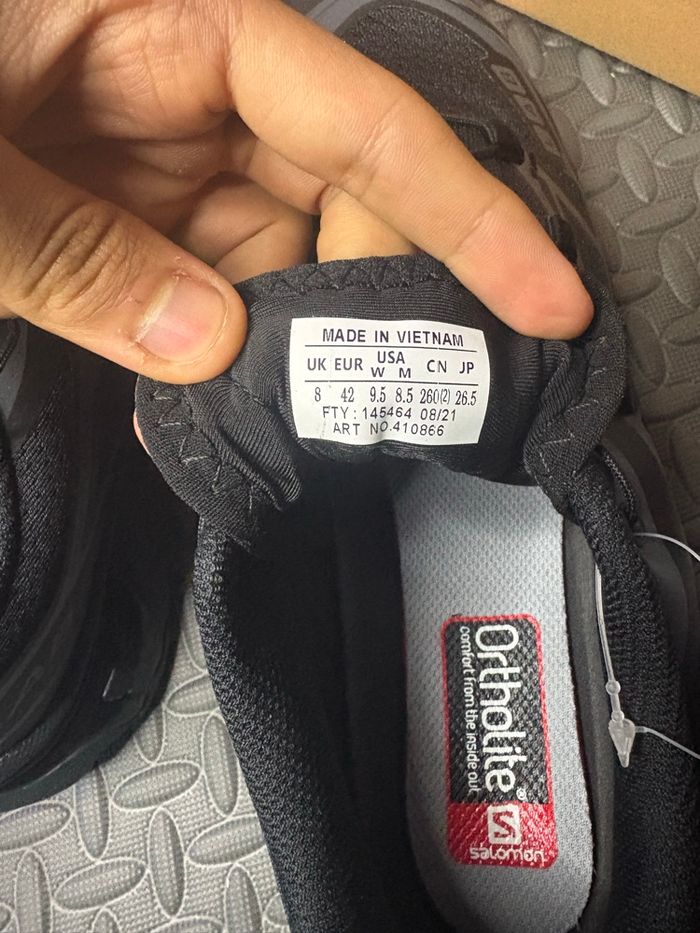 MADE IN VIETNAM
UK EUR USA CN JP
W M
8 42 9.5 8.5 260(2) 26.5
FTY: 145464 08/21
ART NO.410866
Ortholite®
comfort from the inside out
S
salomon